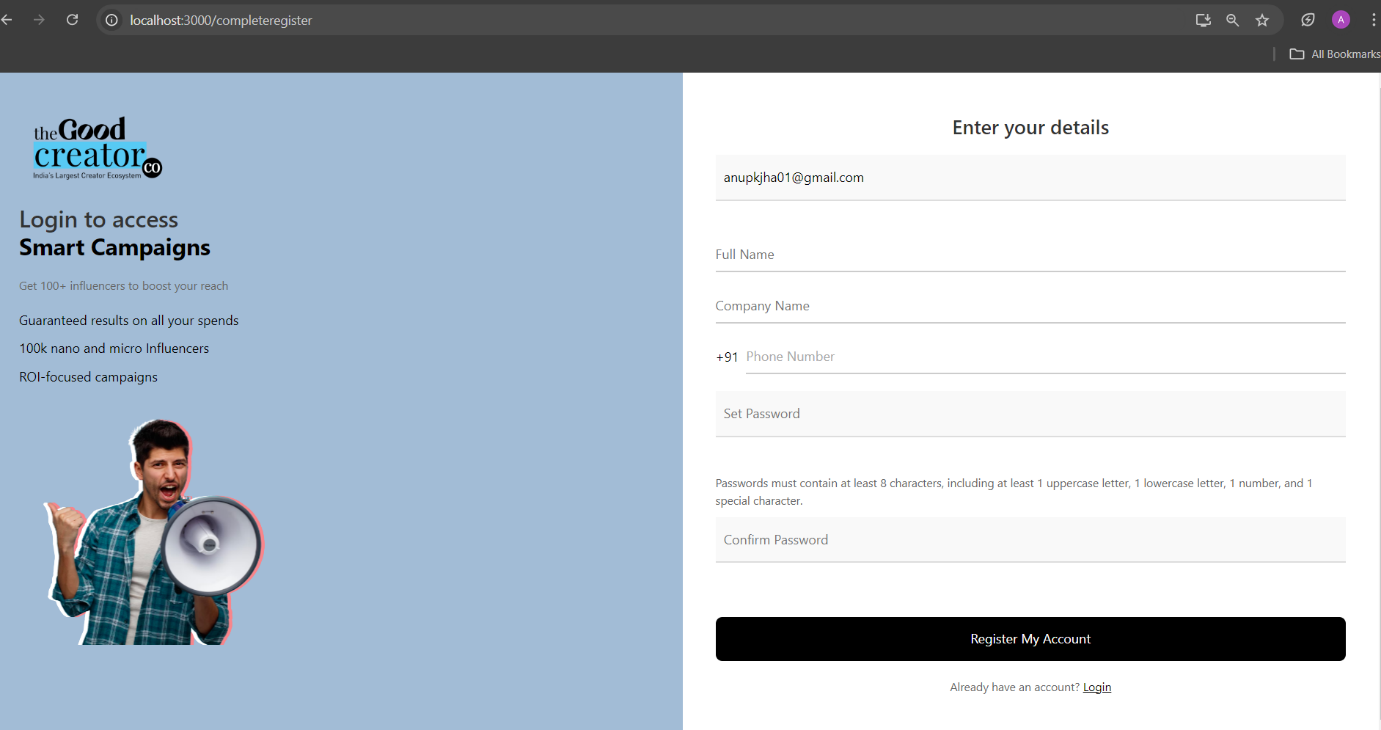 localhost:3000/completeregister
A
All Bookmarks
the Good
creator co
India's Largest Creator Ecosystem
Login to access
Smart Campaigns
Get 100+ influencers to boost your reach
Guaranteed results on all your spends
100k nano and micro Influencers
ROI-focused campaigns
Enter your details
anupkjha01@gmail.com
Full Name
Company Name
+91 Phone Number
Set Password
Passwords must contain at least 8 characters, including at least 1 uppercase letter, 1 lowercase letter, 1 number, and 1
special character.
Confirm Password
Register My Account
Already have an account? Login